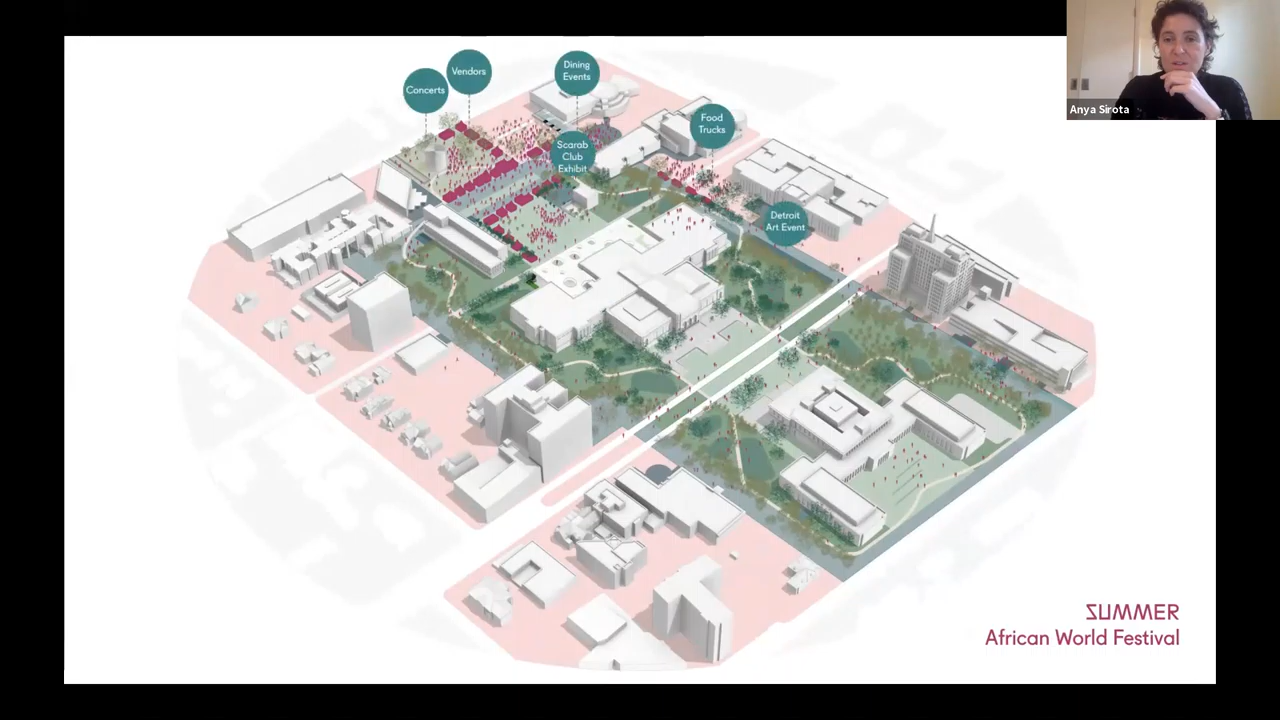 Anya Sirota
Concerts
Vendors
Dining
Events
Scarab
Club
Exhibit
Food
Trucks
Detroit
Art Event
SUMMER
African World Festival